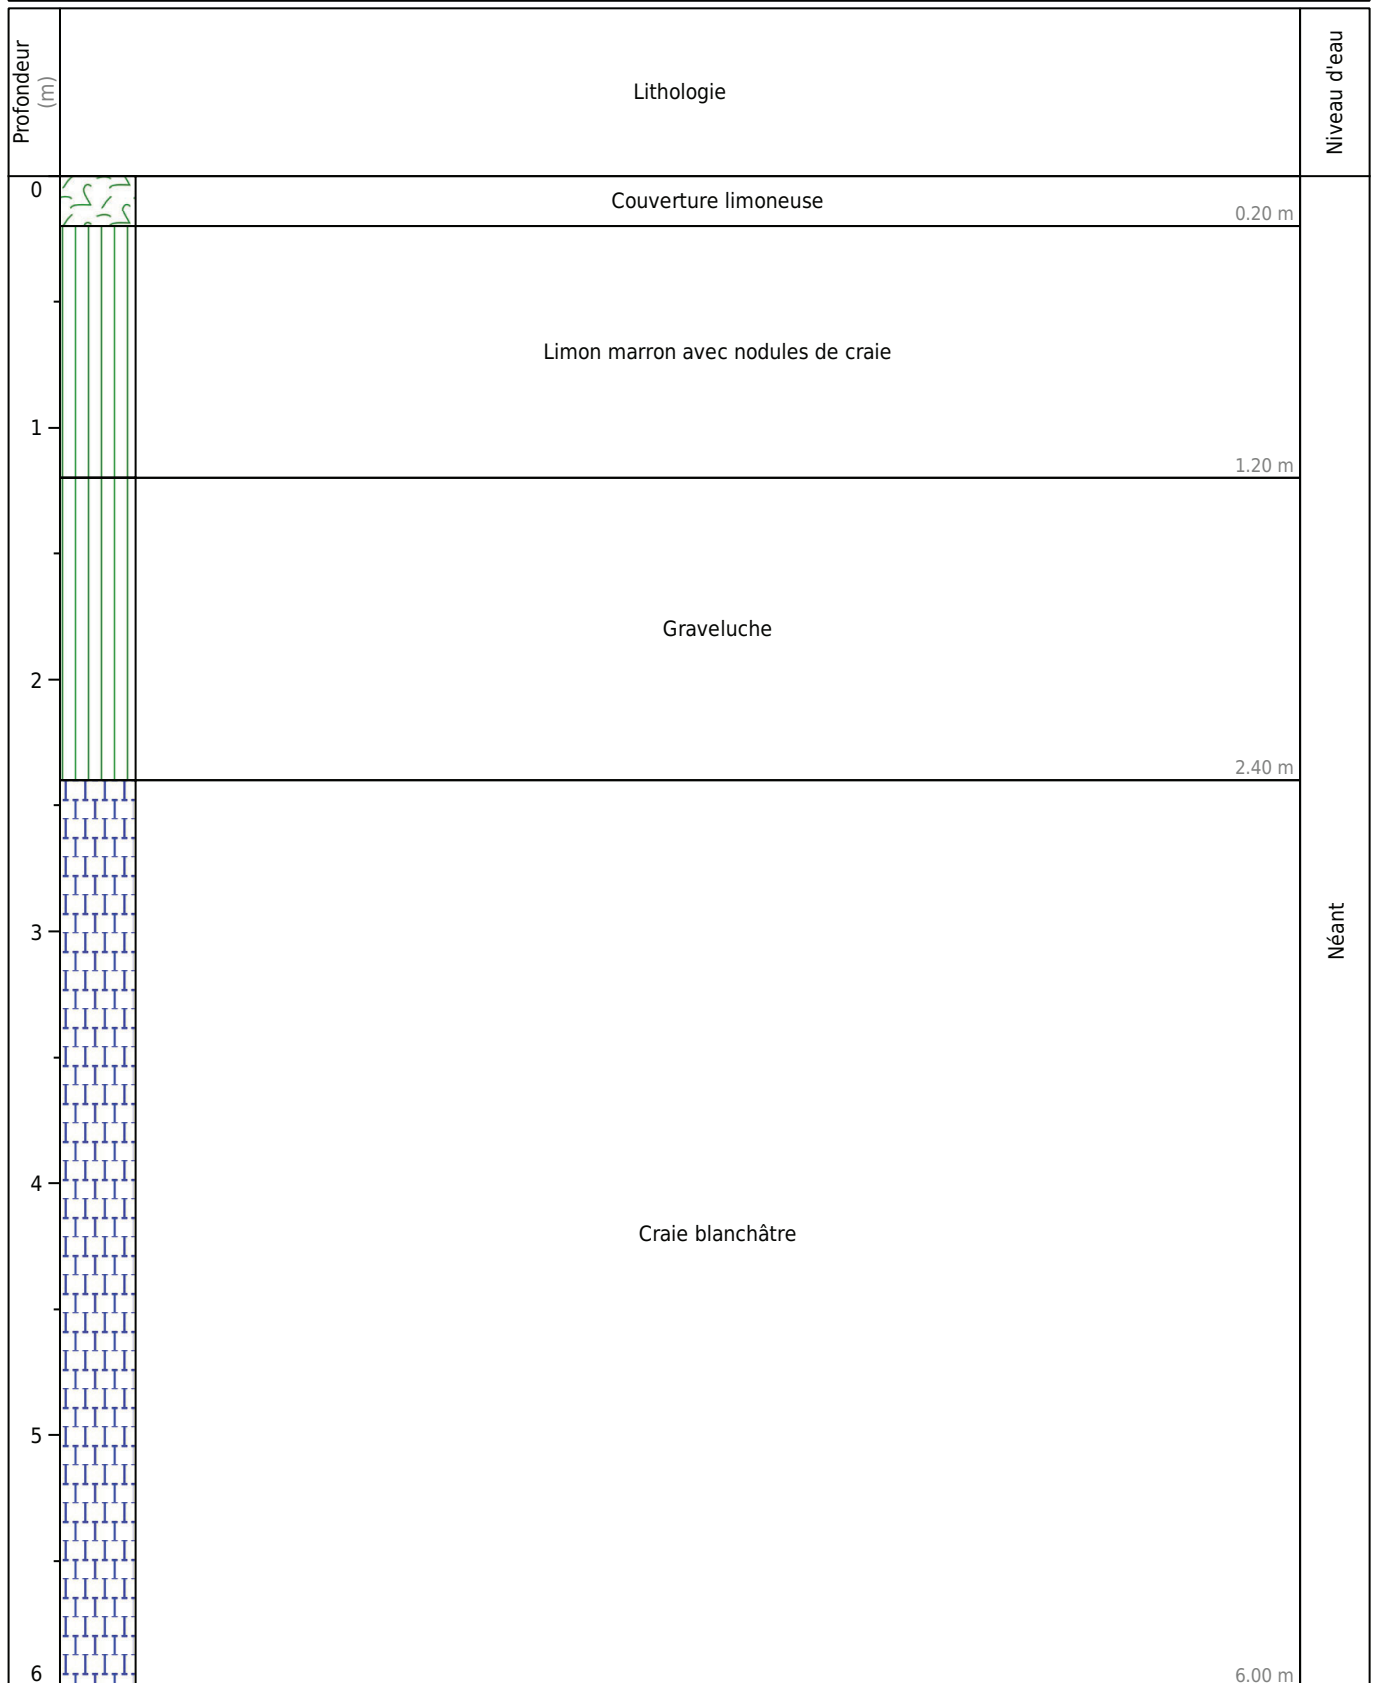 Profondeur
(m)
Lithologie
Niveau d'eau
0
Couverture limoneuse
0.20 m
Limon marron avec nodules de craie
1
1.20 m
Graveluche
2
2.40 m
3
Néant
4
Craie blanchâtre
5
6
6.00 m